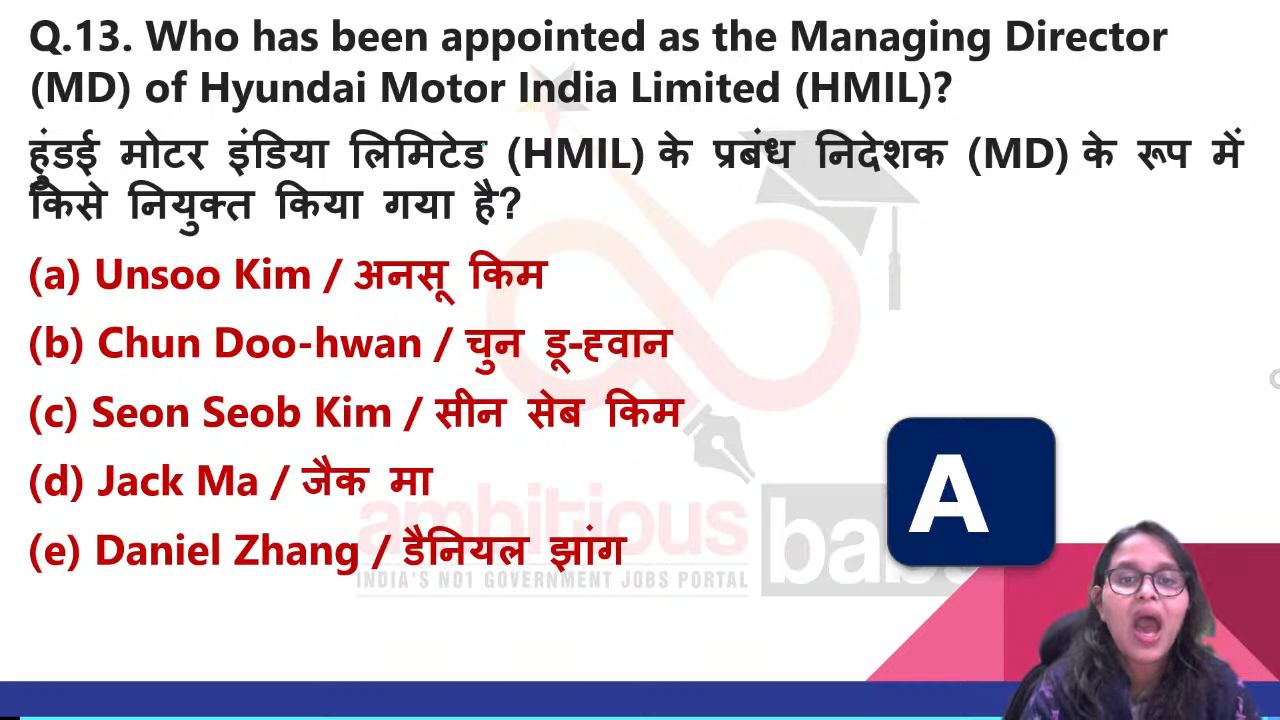 Q.13. Who has been appointed as the Managing Director
(MD) of Hyundai Motor India Limited (HMIL)?
हुंडई मोटर इंडिया लिमिटेड (HMIL) के प्रबंध निदेशक (MD) के रूप में
किसे नियुक्त किया गया है?
(a) Unsoo Kim / अनसू किम
(b) Chun Doo-hwan / चुन डू-ह्वान
(c) Seon Seob Kim / सीन सेब किम
(d) Jack Ma / जैक मा
(e) Daniel Zhang / डैनियल झांग
A
ambitious
INDIA'S NO1 GOVERNMENT JOBS PORTAL